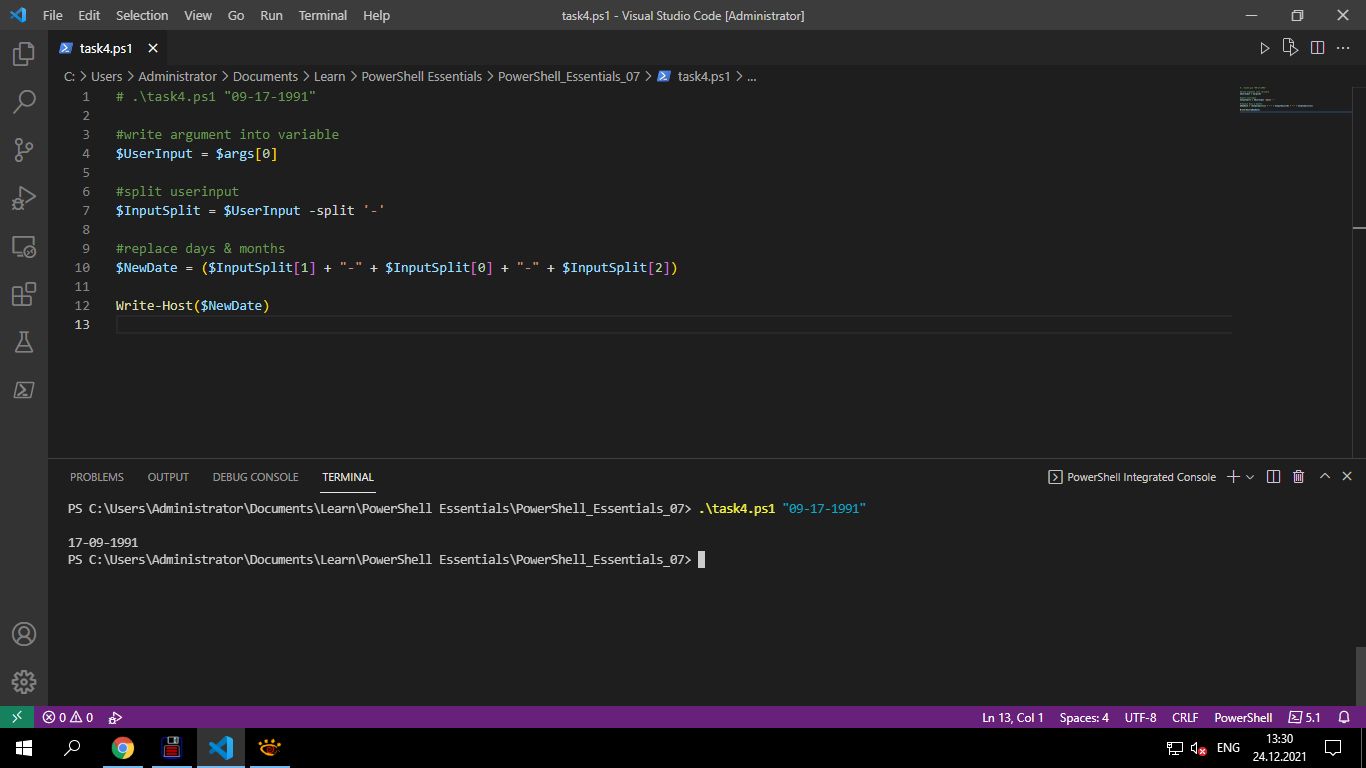 File Edit Selection View Go Run Terminal Help task4.ps1 - Visual Studio Code [Administrator]
task4.ps1
C: > Users > Administrator > Documents > Learn > PowerShell Essentials > PowerShell_Essentials_07 > task4.ps1 > ...
1 # .\task4.ps1 "09-17-1991"
2
3 #write argument into variable
4 $UserInput = $args[0]
5
6 #split userinput
7 $InputSplit = $UserInput -split '-'
8
9 #replace days & months
10 $NewDate = ($InputSplit[1] + "-" + $InputSplit[0] + "-" + $InputSplit[2])
11
12 Write-Host($NewDate)
13
PROBLEMS OUTPUT DEBUG CONSOLE TERMINAL PowerShell Integrated Console
PS C:\Users\Administrator\Documents\Learn\PowerShell Essentials\PowerShell_Essentials_07> .\task4.ps1 "09-17-1991"
17-09-1991
PS C:\Users\Administrator\Documents\Learn\PowerShell Essentials\PowerShell_Essentials_07>
0 0 Ln 13, Col 1 Spaces: 4 UTF-8 CRLF PowerShell 5.1
ENG 13:30
24.12.2021